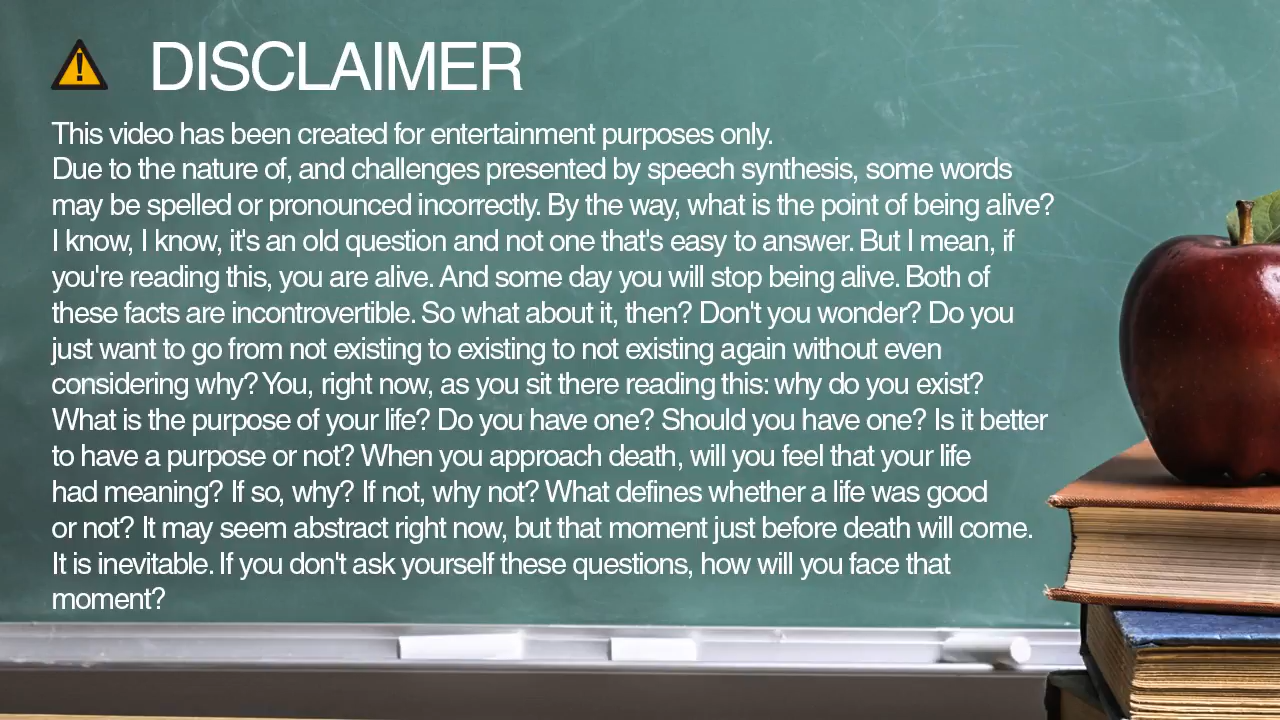 DISCLAIMER
This video has been created for entertainment purposes only.
Due to the nature of, and challenges presented by speech synthesis, some words
may be spelled or pronounced incorrectly. By the way, what is the point of being alive?
I know, I know, it's an old question and not one that's easy to answer. But I mean, if
you're reading this, you are alive. And some day you will stop being alive. Both of
these facts are incontrovertible. So what about it, then? Don't you wonder? Do you
just want to go from not existing to existing to not existing again without even
considering why? You, right now, as you sit there reading this: why do you exist?
What is the purpose of your life? Do you have one? Should you have one? Is it better
to have a purpose or not? When you approach death, will you feel that your life
had meaning? If so, why? If not, why not? What defines whether a life was good
or not? It may seem abstract right now, but that moment just before death will come.
It is inevitable. If you don't ask yourself these questions, how will you face that
moment?